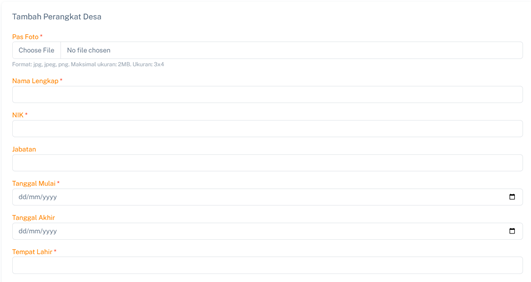 Tambah Perangkat Desa
Pas Foto *
Choose File No file chosen
Format: jpg, jpeg, png. Maksimal ukuran: 2MB. Ukuran: 3x4
Nama Lengkap *
NIK *
Jabatan
Tanggal Mulai *
dd/mm/yyyy
Tanggal Akhir
dd/mm/yyyy
Tempat Lahir *